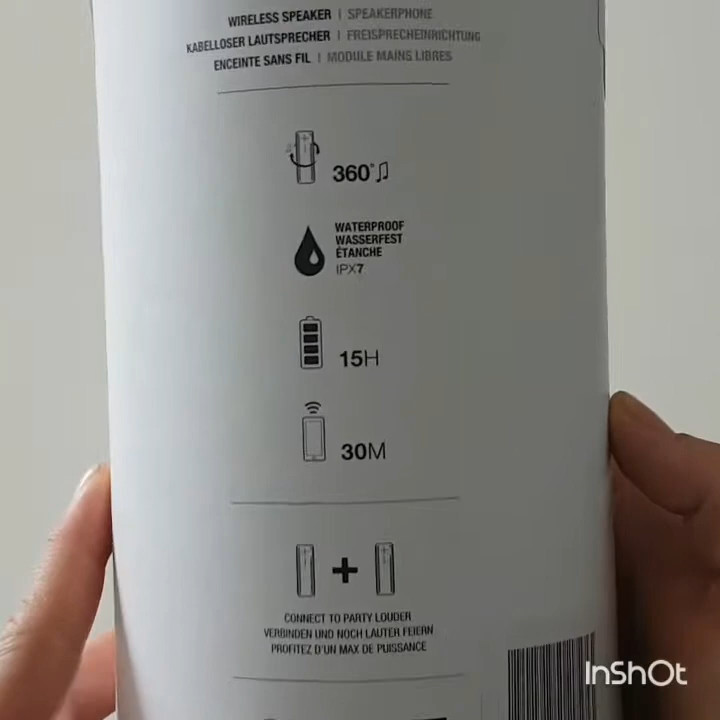 WIRELESS SPEAKER | SPEAKERPHONE
KABELLOSER LAUTSPRECHER | FREISPRECHEINRICHTUNG
ENCEINTE SANS FIL | MODULE MAINS LIBRES
360°♫
WATERPROOF
WASSERFEST
ÉTANCHE
IPX7
15H
30M
+
CONNECT TO PARTY LOUDER
VERBINDEN UND NOCH LAUTER FEIERN
PROFITEZ D'UN MAX DE PUISSANCE
InShOt